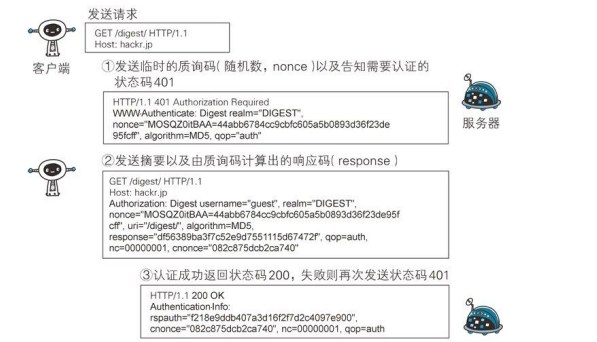 发送请求
GET /digest/ HTTP/1.1
Host: hackr.jp
客户端
①发送临时的质询码(随机数，nonce)以及告知需要认证的
状态码401
HTTP/1.1 401 Authorization Required
WWW-Authenticate: Digest realm="DIGEST",
nonce="MOSQZ0itBAA=44abb6784cc9cbfc605a5b0893d36f23de
95fcff", algorithm=MD5, qop="auth"
服务器
②发送摘要以及由质询码计算出的响应码(response)
GET /digest/ HTTP/1.1
Host: hackr.jp
Authorization: Digest username="guest", realm="DIGEST",
nonce="MOSQZ0itBAA=44abb6784cc9cbfc605a5b0893d36f23de95f
cff", uri="/digest/", algorithm=MD5,
response="df56389ba3f7c52e9d7551115d67472f", qop=auth,
nc=00000001, cnonce="082c875dcb2ca740"
③认证成功返回状态码200，失败则再次发送状态码401
HTTP/1.1 200 OK
Authentication-Info:
rspauth="f218e9ddb407a3d16f2f7d2c4097e900",
cnonce="082c875dcb2ca740", nc=00000001, qop=auth